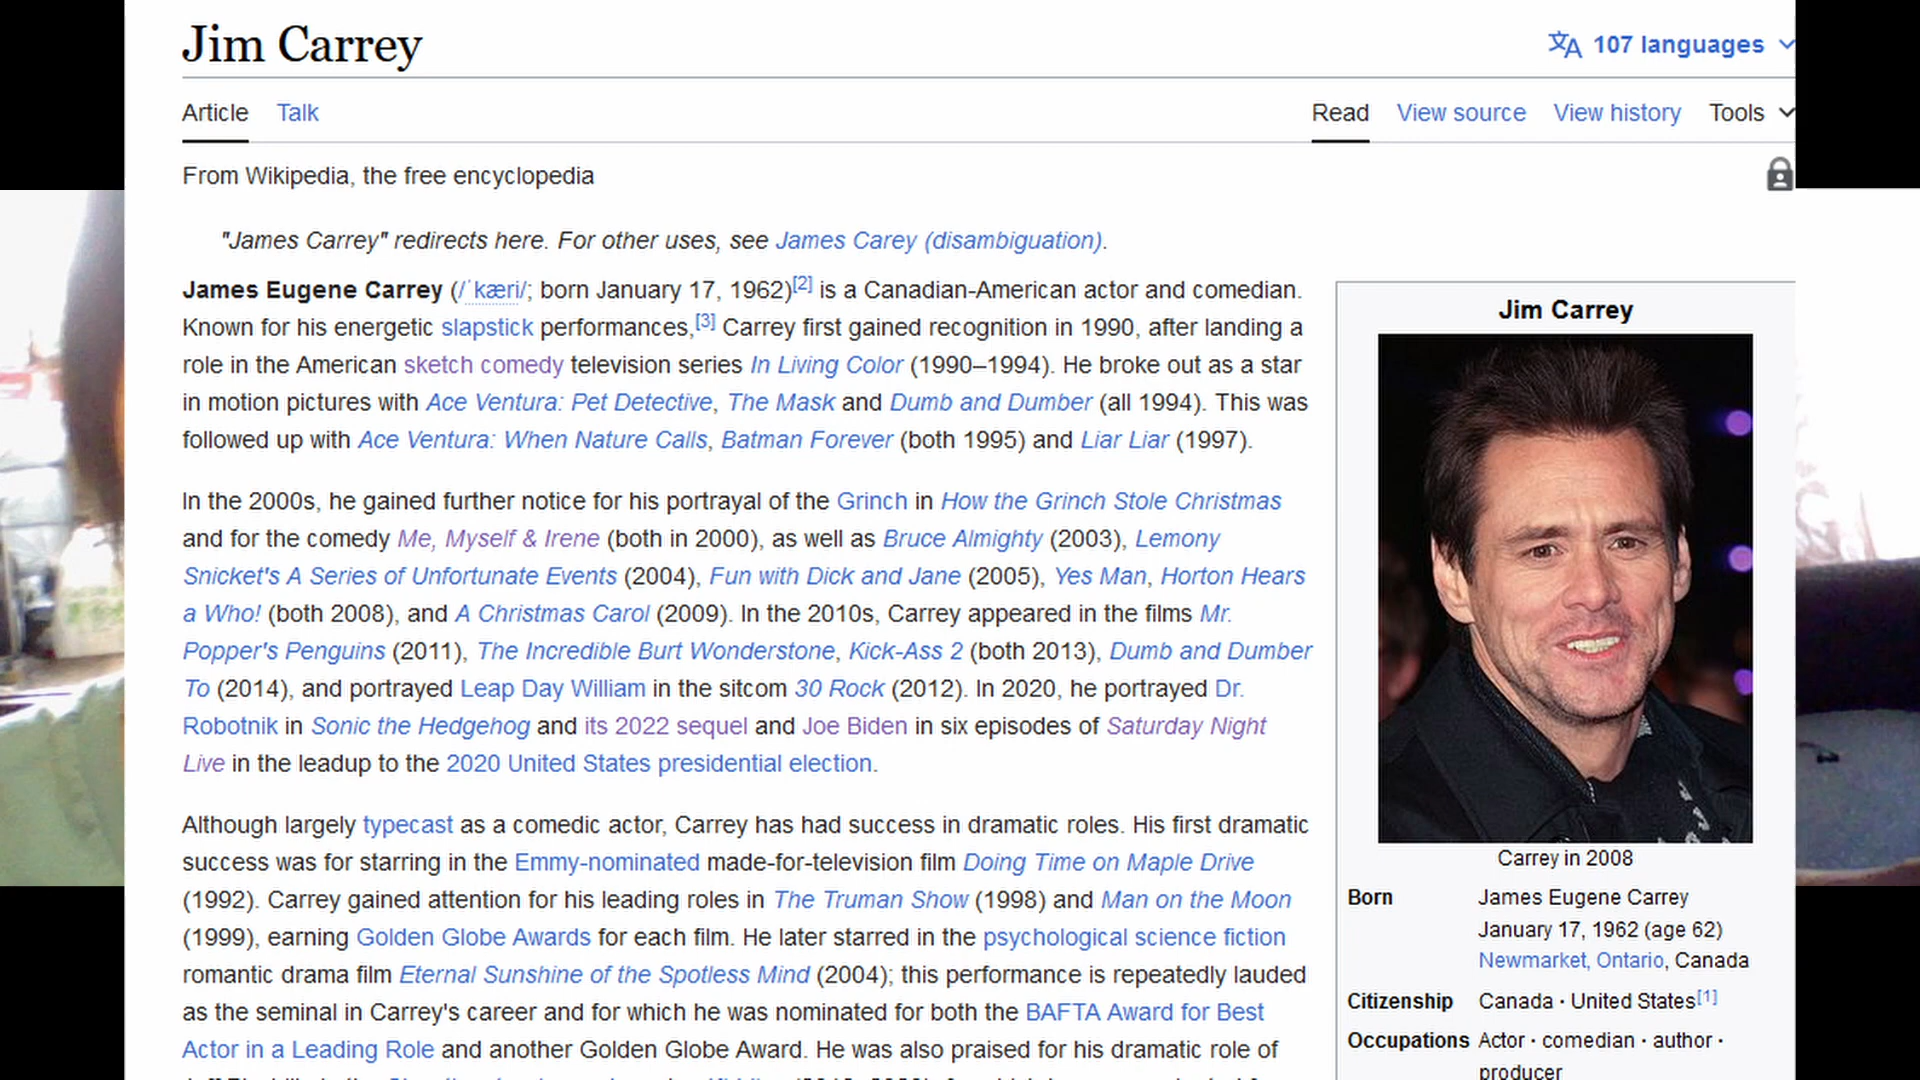 Jim Carrey
107 languages
Article Talk Read View source View history Tools
From Wikipedia, the free encyclopedia
"James Carrey" redirects here. For other uses, see James Carey (disambiguation).
James Eugene Carrey (/ˈkæri/; born January 17, 1962)[2] is a Canadian-American actor and comedian.
Known for his energetic slapstick performances,[3] Carrey first gained recognition in 1990, after landing a
role in the American sketch comedy television series In Living Color (1990–1994). He broke out as a star
in motion pictures with Ace Ventura: Pet Detective, The Mask and Dumb and Dumber (all 1994). This was
followed up with Ace Ventura: When Nature Calls, Batman Forever (both 1995) and Liar Liar (1997).
In the 2000s, he gained further notice for his portrayal of the Grinch in How the Grinch Stole Christmas
and for the comedy Me, Myself & Irene (both in 2000), as well as Bruce Almighty (2003), Lemony
Snicket's A Series of Unfortunate Events (2004), Fun with Dick and Jane (2005), Yes Man, Horton Hears
a Who! (both 2008), and A Christmas Carol (2009). In the 2010s, Carrey appeared in the films Mr.
Popper's Penguins (2011), The Incredible Burt Wonderstone, Kick-Ass 2 (both 2013), Dumb and Dumber
To (2014), and portrayed Leap Day William in the sitcom 30 Rock (2012). In 2020, he portrayed Dr.
Robotnik in Sonic the Hedgehog and its 2022 sequel and Joe Biden in six episodes of Saturday Night
Live in the leadup to the 2020 United States presidential election.
Although largely typecast as a comedic actor, Carrey has had success in dramatic roles. His first dramatic
success was for starring in the Emmy-nominated made-for-television film Doing Time on Maple Drive
(1992). Carrey gained attention for his leading roles in The Truman Show (1998) and Man on the Moon
(1999), earning Golden Globe Awards for each film. He later starred in the psychological science fiction
romantic drama film Eternal Sunshine of the Spotless Mind (2004); this performance is repeatedly lauded
as the seminal in Carrey's career and for which he was nominated for both the BAFTA Award for Best
Actor in a Leading Role and another Golden Globe Award. He was also praised for his dramatic role of
Jim Carrey
Carrey in 2008
Born James Eugene Carrey
January 17, 1962 (age 62)
Newmarket, Ontario, Canada
Citizenship Canada · United States[1]
Occupations Actor · comedian · author ·
producer